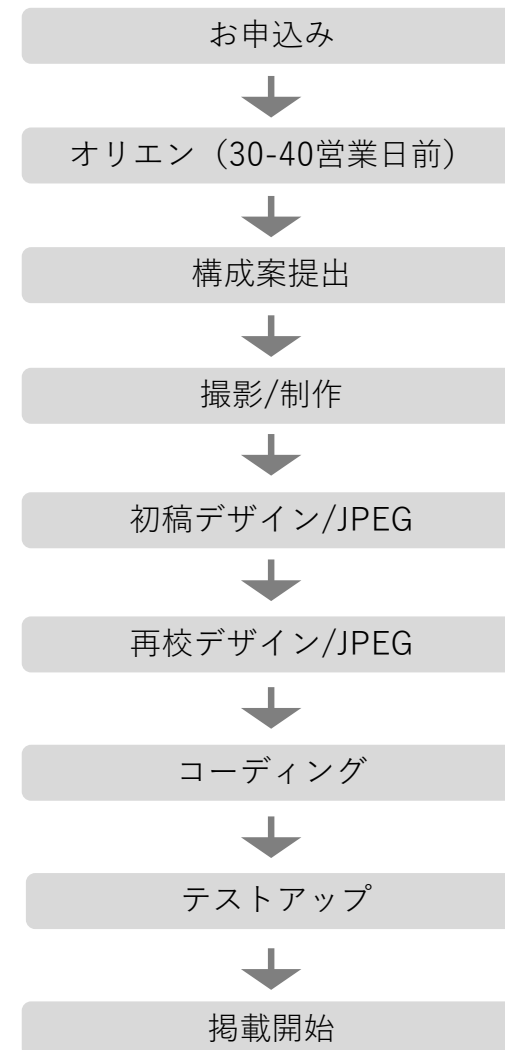 お申込み
オリエン（30-40営業日前）
構成案提出
撮影/制作
初稿デザイン/JPEG
再校デザイン/JPEG
コーディング
テストアップ
掲載開始